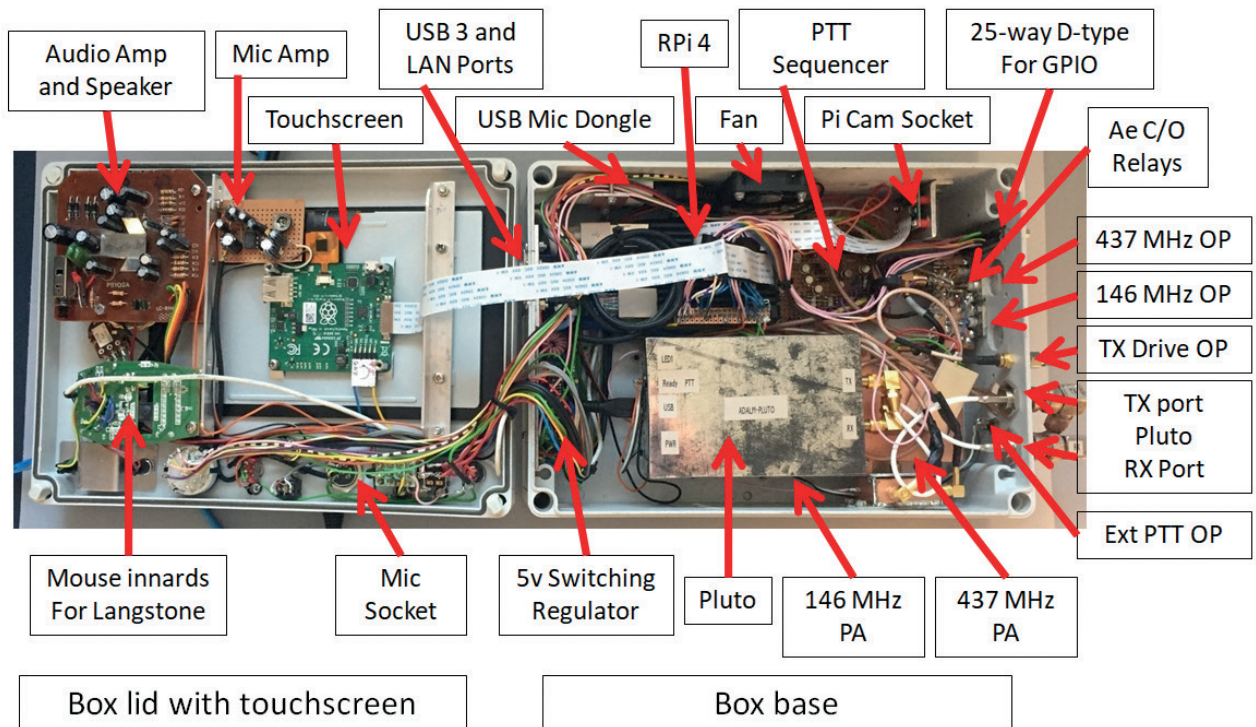 Audio Amp
and Speaker
Mic Amp
USB 3 and
LAN Ports
RPi 4
PTT
Sequencer
25-way D-type
For GPIO
Touchscreen
USB Mic Dongle
Fan
Pi Cam Socket
Ae C/O
Relays
437 MHz OP
146 MHz OP
TX Drive OP
TX port
Pluto
RX Port
Ext PTT OP
LED1
Ready PTT
USB
PWR
TX
RX
ADALM-PLUTO
Mouse innards
For Langstone
Mic
Socket
5v Switching
Regulator
Pluto
146 MHz
PA
437 MHz
PA
Box lid with touchscreen
Box base